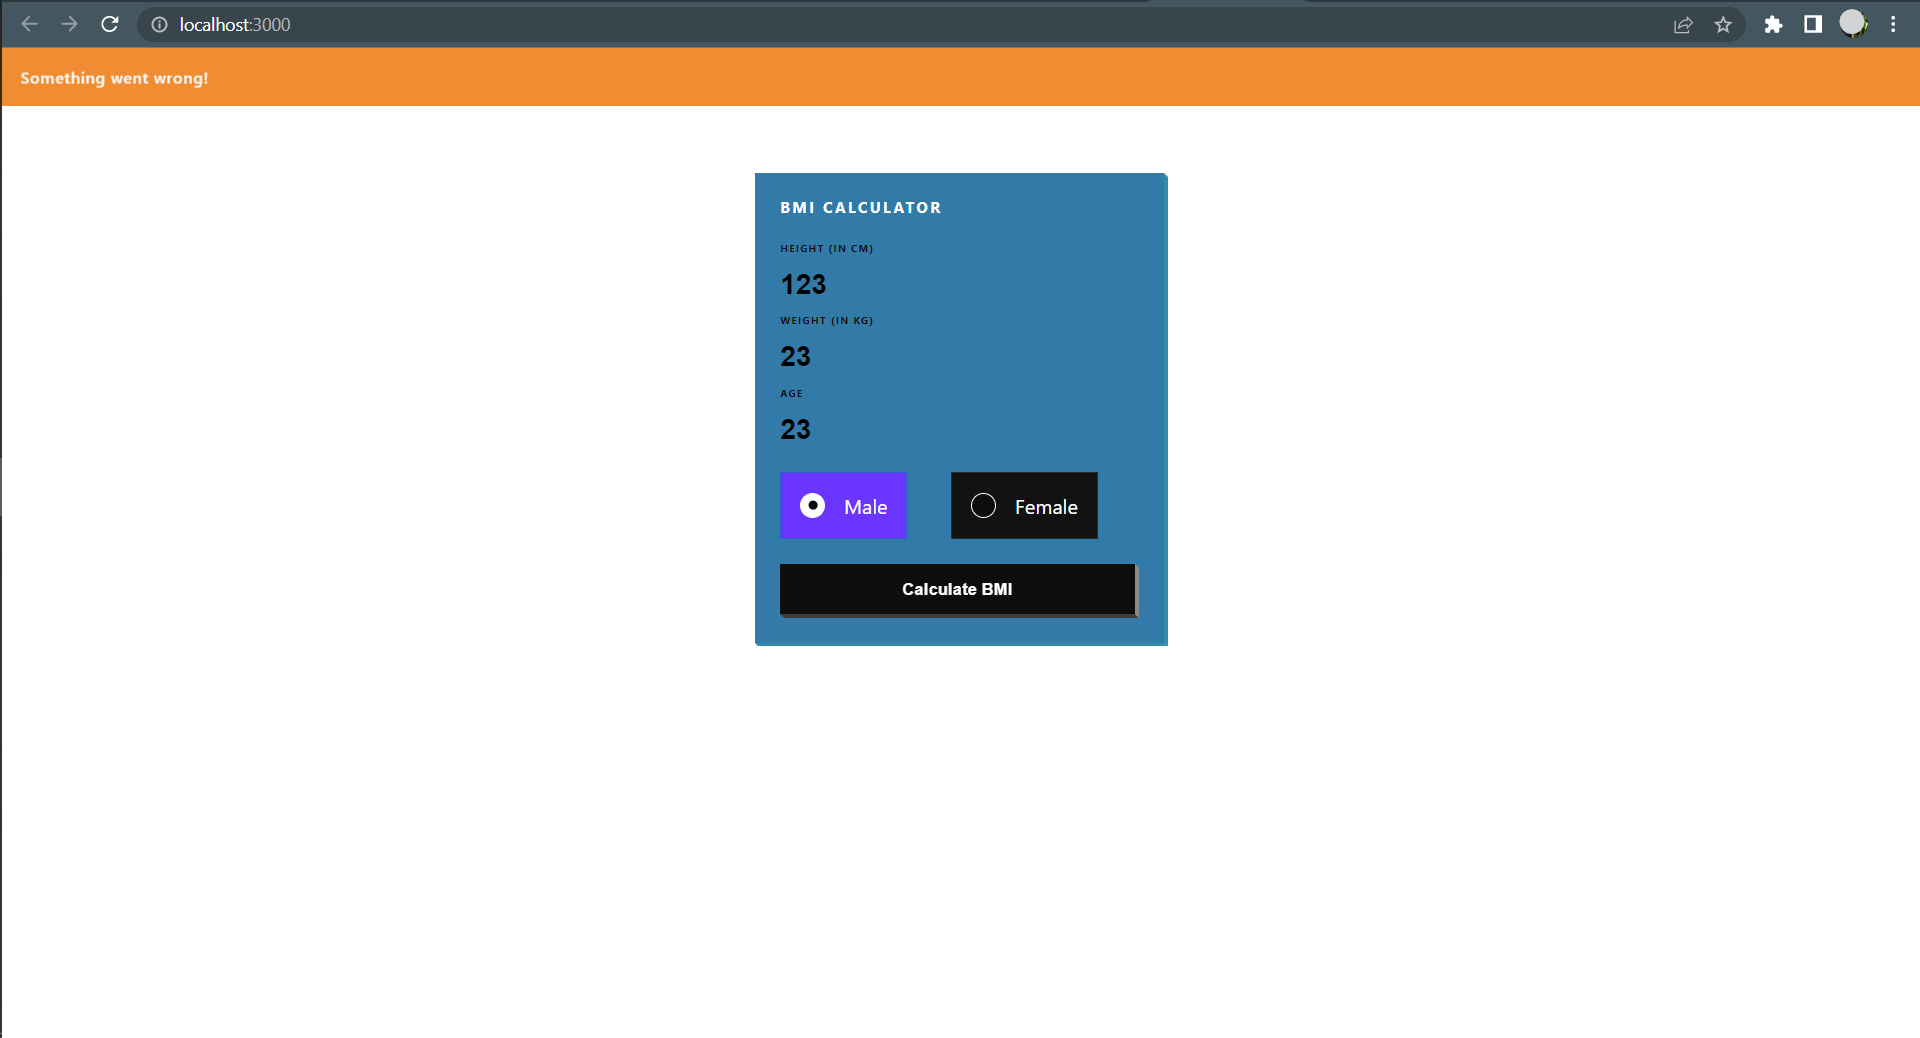 localhost:3000
Something went wrong!
BMI CALCULATOR
HEIGHT (IN CM)
123
WEIGHT (IN KG)
23
AGE
23
Male Female
Calculate BMI